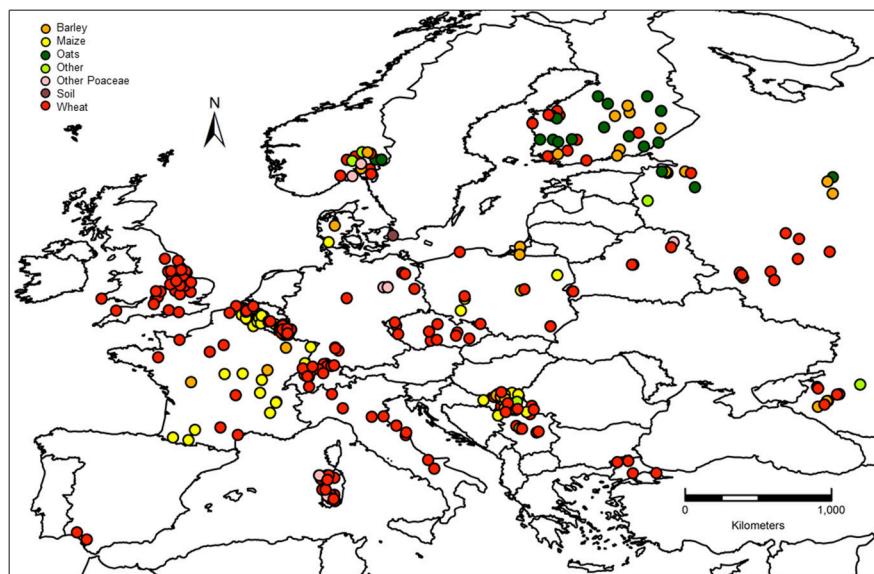 Barley
Maize
Oats
Other
Other Poaceae
Soil
Wheat
N
0 1,000
Kilometers